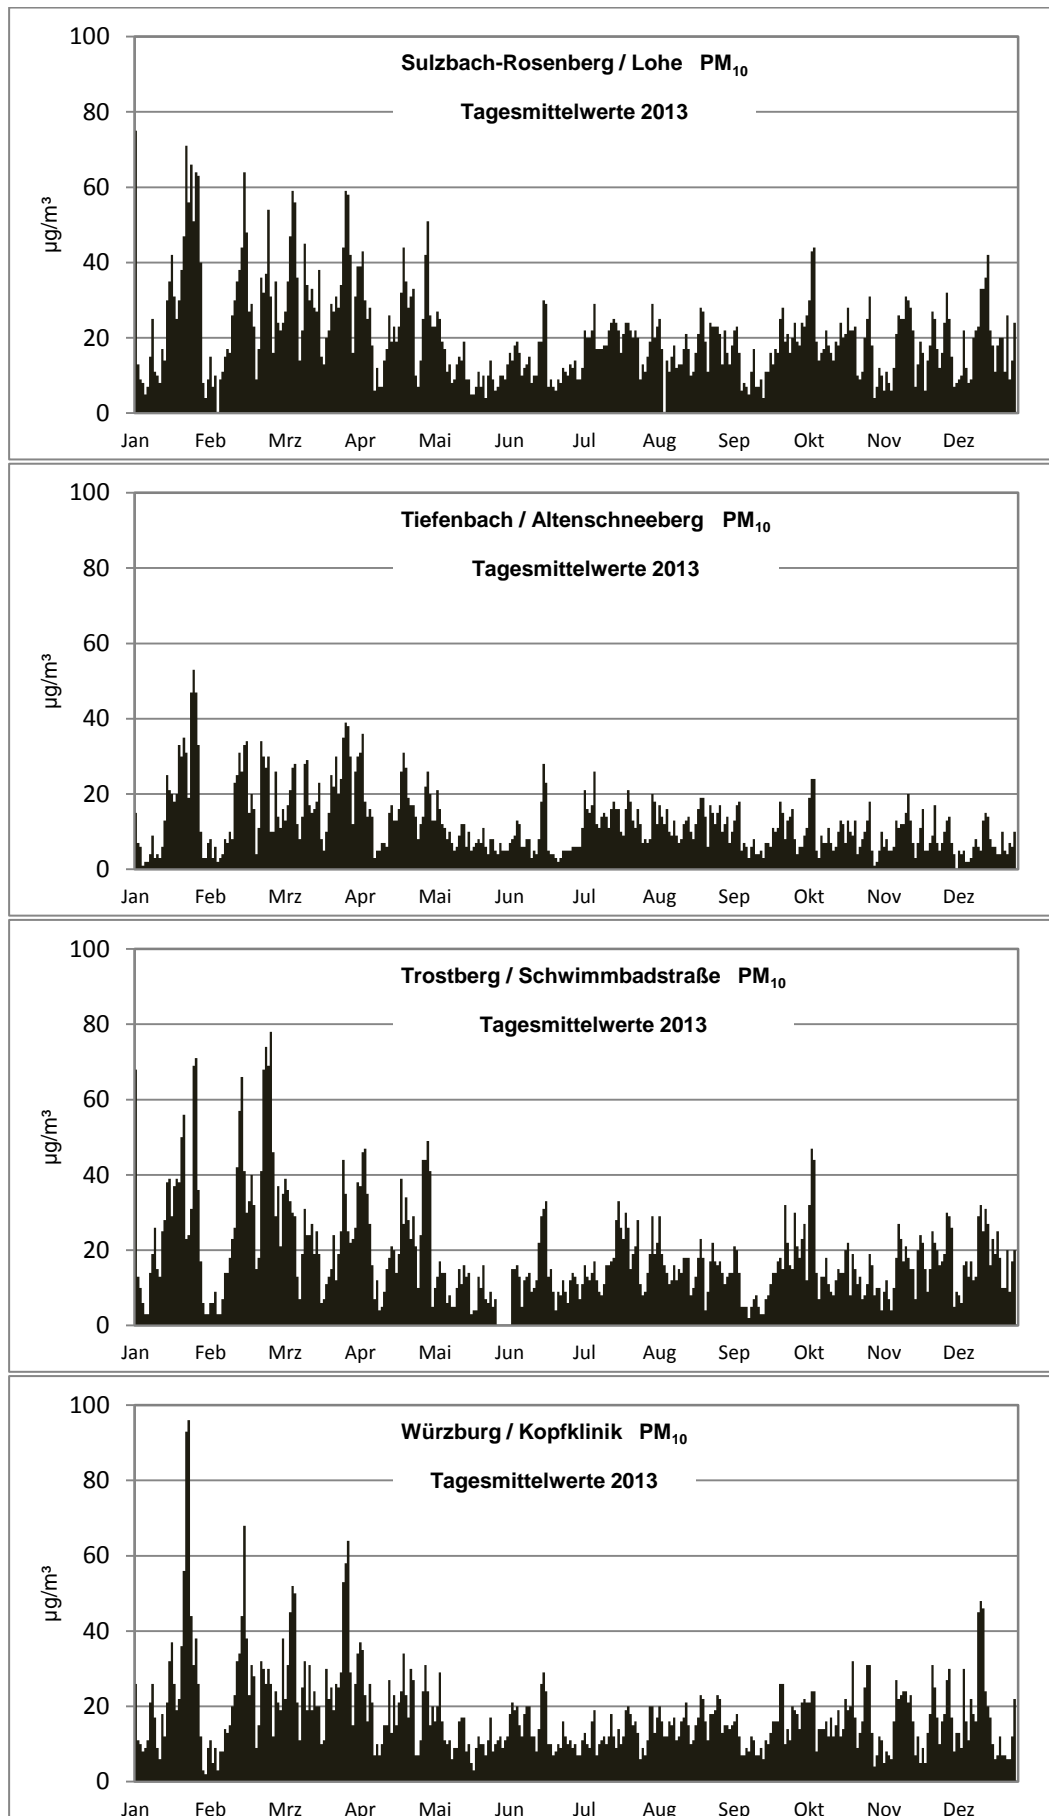 100
Sulzbach-Rosenberg / Lohe PM₁₀
80
Tagesmittelwerte 2013
60
µg/m³
40
20
0
Jan Feb Mrz Apr Mai Jun Jul Aug Sep Okt Nov Dez
100
Tiefenbach / Altenschneeberg PM₁₀
80
Tagesmittelwerte 2013
60
µg/m³
40
20
0
Jan Feb Mrz Apr Mai Jun Jul Aug Sep Okt Nov Dez
100
Trostberg / Schwimmbadstraße PM₁₀
80
Tagesmittelwerte 2013
60
µg/m³
40
20
0
Jan Feb Mrz Apr Mai Jun Jul Aug Sep Okt Nov Dez
100
Würzburg / Kopfklinik PM₁₀
80
Tagesmittelwerte 2013
60
µg/m³
40
20
0
Jan Feb Mrz Apr Mai Jun Jul Aug Sep Okt Nov Dez